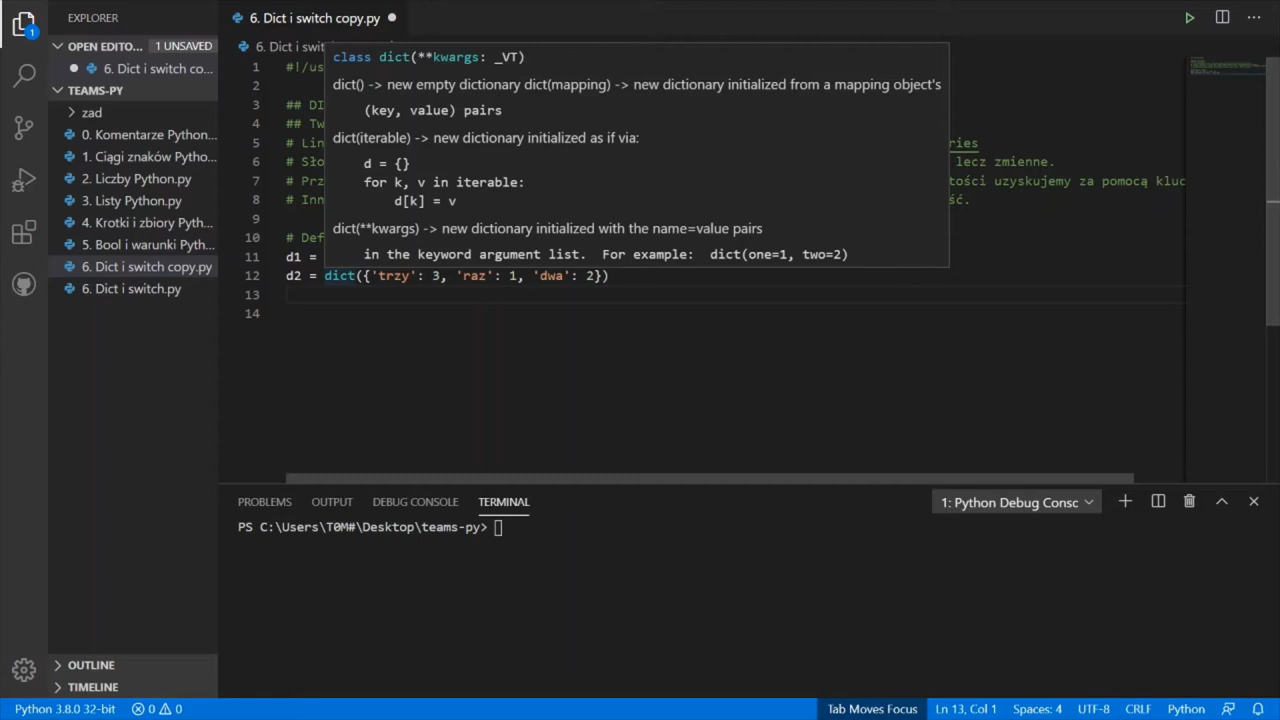 EXPLORER
6. Dict i switch copy.py
OPEN EDITO... 1 UNSAVED
6. Dict i switch co...
TEAMS-PY
zad
0. Komentarze Python...
1. Ciągi znaków Pytho...
2. Liczby Python.py
3. Listy Python.py
4. Krotki i zbiory Pyth...
5. Bool i warunki Pyth...
6. Dict i switch copy.py
6. Dict i switch.py
OUTLINE
TIMELINE
6. Dict i swi
1 #!/us
2
3 ## DI
4 ## Tw
5 # Lin ries
6 # Sło lecz zmienne.
7 # Prz tości uzyskujemy za pomocą kluc
8 # Inn ść.
9
10 # Def
11 d1 =
12 d2 = dict({'trzy': 3, 'raz': 1, 'dwa': 2})
13
14
class dict(**kwargs: _VT)
dict() -> new empty dictionary dict(mapping) -> new dictionary initialized from a mapping object's
(key, value) pairs
dict(iterable) -> new dictionary initialized as if via:
d = {}
for k, v in iterable:
d[k] = v
dict(**kwargs) -> new dictionary initialized with the name=value pairs
in the keyword argument list. For example: dict(one=1, two=2)
PROBLEMS OUTPUT DEBUG CONSOLE TERMINAL 1: Python Debug Consc
PS C:\Users\T0M#\Desktop\teams-py>
Python 3.8.0 32-bit 0 0 Tab Moves Focus Ln 13, Col 1 Spaces: 4 UTF-8 CRLF Python